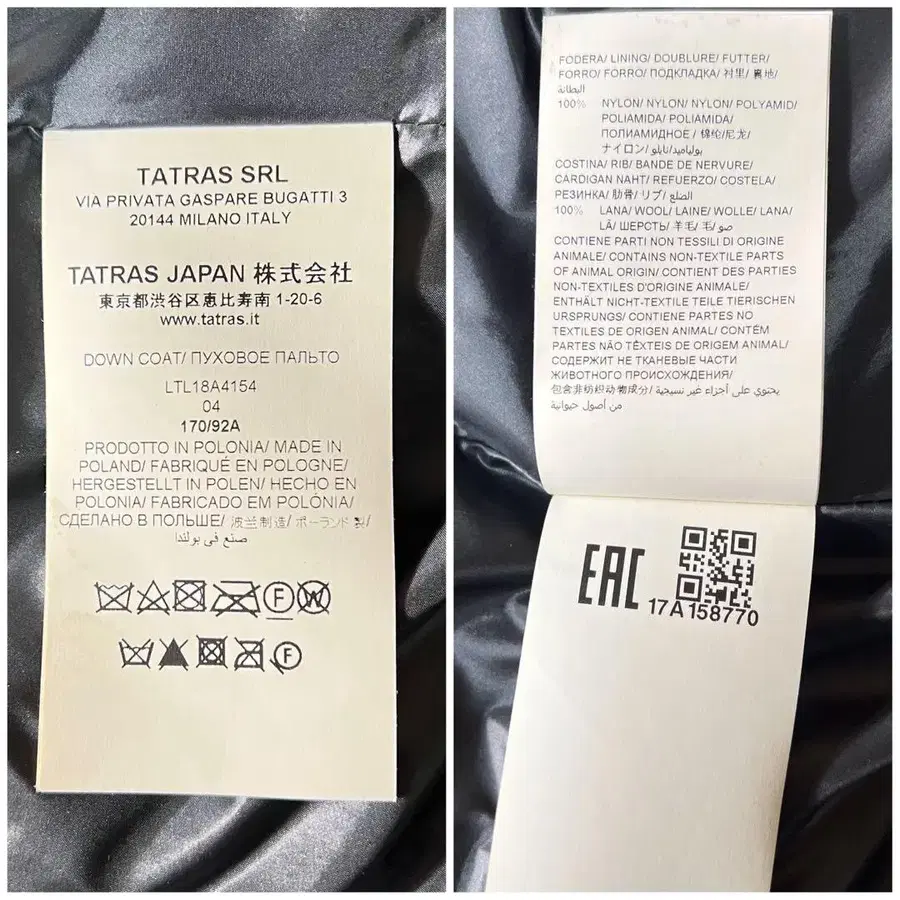 TATRAS SRL
VIA PRIVATA GASPARE BUGATTI 3
20144 MILANO ITALY
TATRAS JAPAN 株式会社
東京都渋谷区恵比寿南 1-20-6
www.tatras.it
DOWN COAT/ ПУХОВОЕ ПАЛЬТО
LTL18A4154
04
170/92A
PRODOTTO IN POLONIA/ MADE IN
POLAND/ FABRIQUÉ EN POLOGNE/
HERGESTELLT IN POLEN/ HECHO EN
POLONIA/ FABRICADO EM POLÓNIA/
СДЕЛАНО В ПОЛЬШЕ/ 波兰制造/ ポーランド製/
صنع في بولندا
F W
F
FODERA/ LINING/ DOUBLURE/ FUTTER/
FORRO/ FORRO/ ПОДКЛАДКА/ 衬里/ 裏地/
البطانة
100% NYLON/ NYLON/ NYLON/ POLYAMID/
POLIAMIDA/ POLIAMIDA/
ПОЛИАМИДНОЕ / 锦纶/尼龙/
ナイロン/ بولياميد/نايلو
COSTINA/ RIB/ BANDE DE NERVURE/
CARDIGAN NAHT/ REFUERZO/ COSTELA/
РЕЗИНКА/ 肋骨/ リブ/ الضلع
100% LANA/ WOOL/ LAINE/ WOLLE/ LANA/
LÃ/ ШЕРСТЬ/ 羊毛/ 毛/ صو
CONTIENE PARTI NON TESSILI DI ORIGINE
ANIMALE/ CONTAINS NON-TEXTILE PARTS
OF ANIMAL ORIGIN/ CONTIENT DES PARTIES
NON-TEXTILES D'ORIGINE ANIMALE/
ENTHÄLT NICHT-TEXTILE TEILE TIERISCHEN
URSPRUNGS/ CONTIENE PARTES NO
TEXTILES DE ORIGEN ANIMAL/ CONTÉM
PARTES NÃO TÊXTEIS DE ORIGEM ANIMAL/
СОДЕРЖИТ НЕ ТКАНЕВЫЕ ЧАСТИ
ЖИВОТНОГО ПРОИСХОЖДЕНИЯ/
包含非纺织动物成分/ يحتوي على أجزاء غير نسيجية
من أصول حيوانية
EAC
17A158770